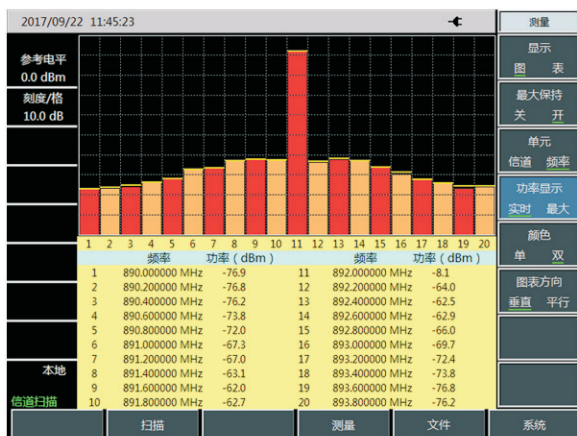 2017/09/22 11:45:23
测量
参考电平
0.0 dBm
刻度/格
10.0 dB
显示
图 表
最大保持
关 开
单元
信道 频率
功率显示
实时 最大
颜色
单 双
图表方向
垂直 平行
1 2 3 4 5 6 7 8 9 10 11 12 13 14 15 16 17 18 19 20
频率 功率（dBm） 频率 功率（dBm）
1 890.000000 MHz -76.9 11 892.000000 MHz -8.1
2 890.200000 MHz -76.8 12 892.200000 MHz -64.0
3 890.400000 MHz -76.2 13 892.400000 MHz -62.5
4 890.600000 MHz -73.8 14 892.600000 MHz -62.9
5 890.800000 MHz -72.0 15 892.800000 MHz -66.0
6 891.000000 MHz -67.3 16 893.000000 MHz -69.7
7 891.200000 MHz -67.0 17 893.200000 MHz -72.4
8 891.400000 MHz -63.1 18 893.400000 MHz -73.8
9 891.600000 MHz -62.0 19 893.600000 MHz -76.8
10 891.800000 MHz -62.7 20 893.800000 MHz -76.2
本地
信道扫描
扫描 测量 文件 系统